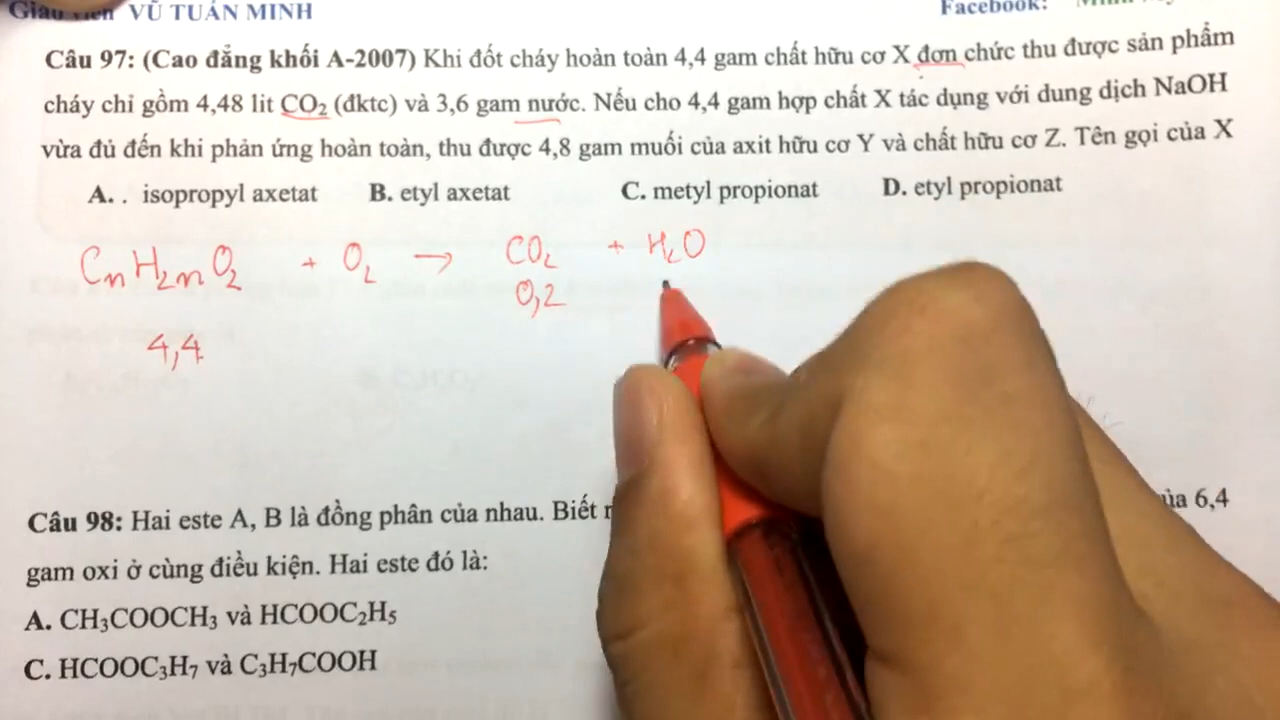 Giáo viên VŨ TUẤN MINH Facebook:
Câu 97: (Cao đẳng khối A-2007) Khi đốt cháy hoàn toàn 4,4 gam chất hữu cơ X đơn chức thu được sản phẩm
cháy chỉ gồm 4,48 lit CO₂ (đktc) và 3,6 gam nước. Nếu cho 4,4 gam hợp chất X tác dụng với dung dịch NaOH
vừa đủ đến khi phản ứng hoàn toàn, thu được 4,8 gam muối của axit hữu cơ Y và chất hữu cơ Z. Tên gọi của X
A. . isopropyl axetat B. etyl axetat C. metyl propionat D. etyl propionat
CnH2nO2 + O2 → CO2 + H2O
0,2
4,4
Câu 98: Hai este A, B là đồng phân của nhau. Biết 6,4
gam oxi ở cùng điều kiện. Hai este đó là:
A. CH₃COOCH₃ và HCOOC₂H₅
C. HCOOC₃H₇ và C₃H₇COOH